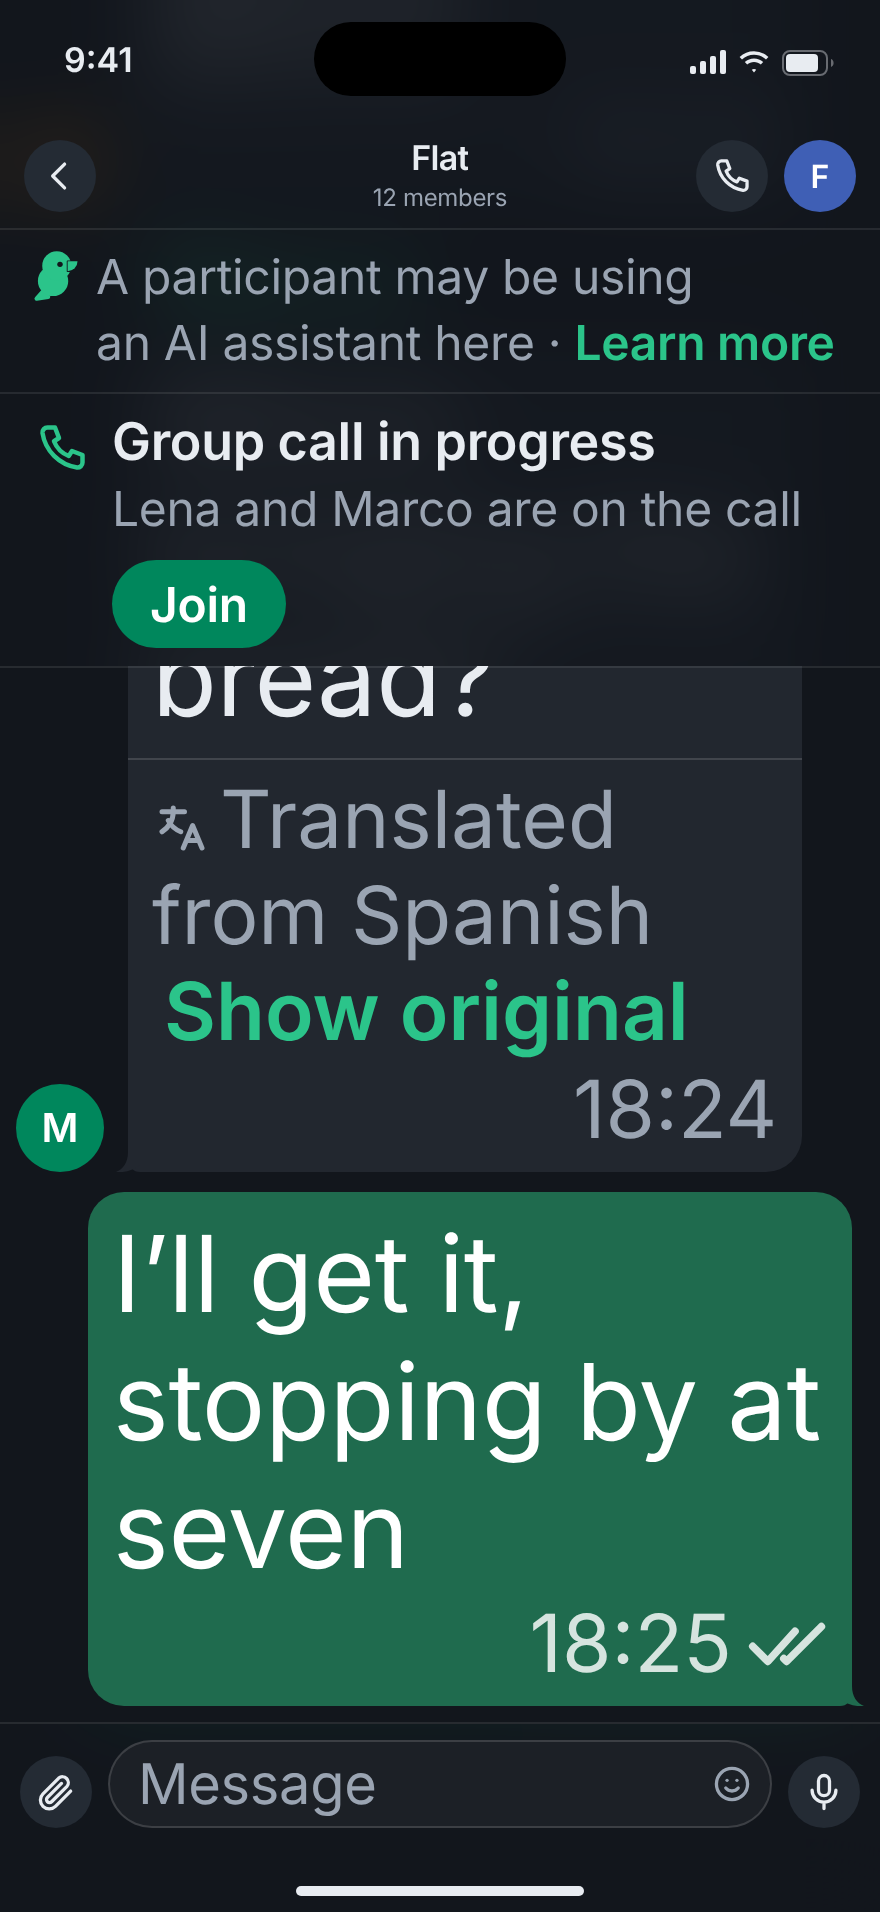 9:41
Flat
12 members
F
A participant may be using
an AI assistant here · Learn more
Group call in progress
Lena and Marco are on the call
Join
bread?
Translated
from Spanish
Show original
18:24
M
I’ll get it,
stopping by at
seven
18:25
Message